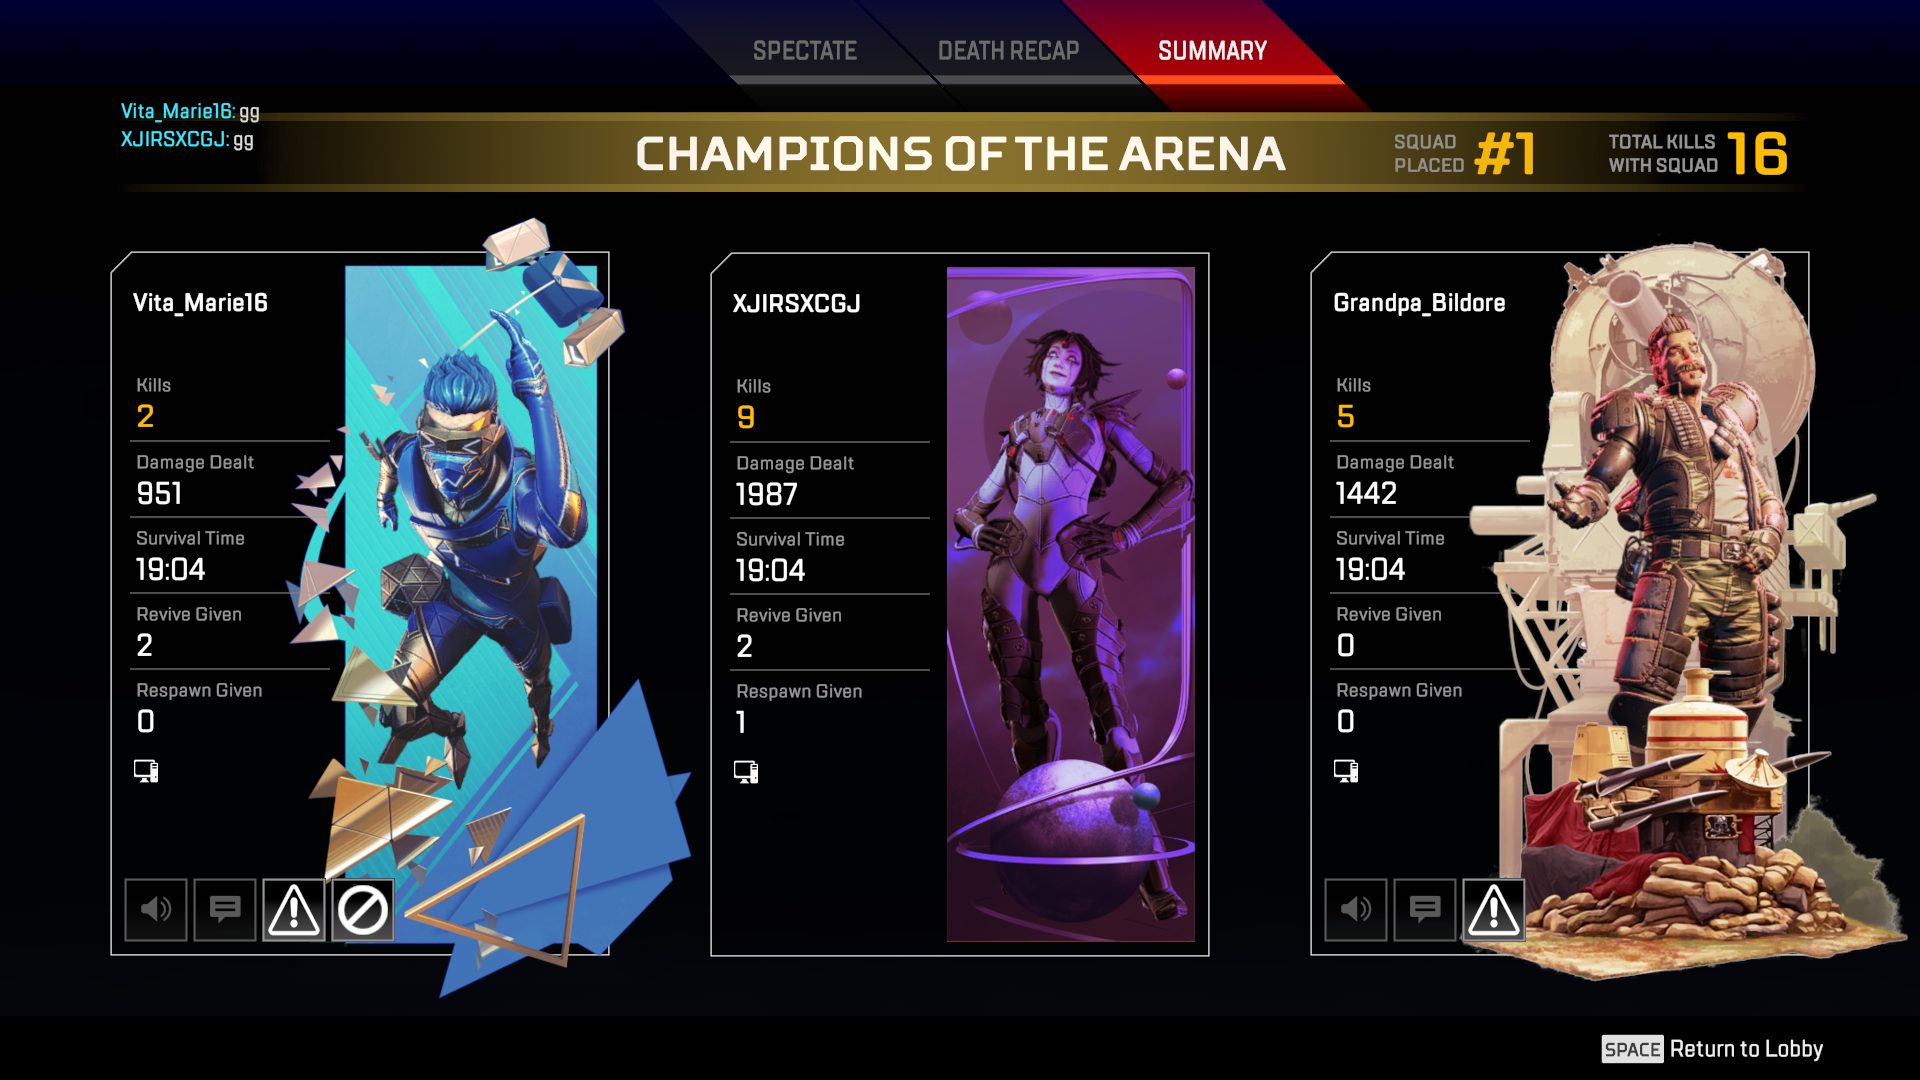 SPECTATE
DEATH RECAP
SUMMARY
Vita_Marie16: gg
XJIRSXCGJ: gg
CHAMPIONS OF THE ARENA
SQUAD
PLACED
#1
TOTAL KILLS
WITH SQUAD
16
Vita_Marie16
Kills
2
Damage Dealt
951
Survival Time
19:04
Revive Given
2
Respawn Given
0
XJIRSXCGJ
Kills
9
Damage Dealt
1987
Survival Time
19:04
Revive Given
2
Respawn Given
1
Grandpa_Bildore
Kills
5
Damage Dealt
1442
Survival Time
19:04
Revive Given
0
Respawn Given
0
SPACE Return to Lobby